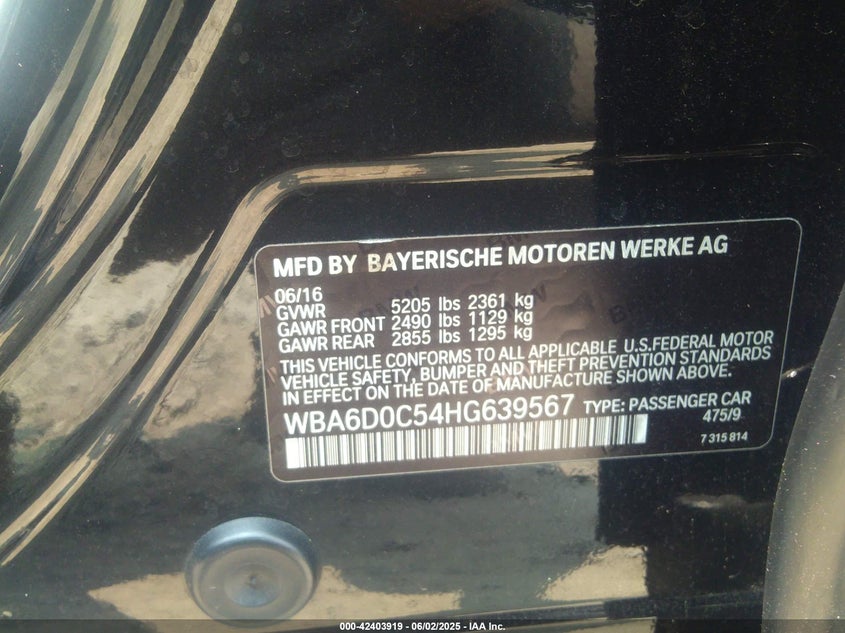 MFD BY BAYERISCHE MOTOREN WERKE AG
06/16
GVWR 5205 lbs 2361 kg
GAWR FRONT 2490 lbs 1129 kg
GAWR REAR 2855 lbs 1295 kg
THIS VEHICLE CONFORMS TO ALL APPLICABLE U.S.FEDERAL MOTOR
VEHICLE SAFETY, BUMPER AND THEFT PREVENTION STANDARDS
IN EFFECT ON THE DATE OF MANUFACTURE SHOWN ABOVE.
WBA6D0C54HG639567 TYPE: PASSENGER CAR
475/9
7 315 814
000-42403919 - 06/02/2025 - IAA Inc.